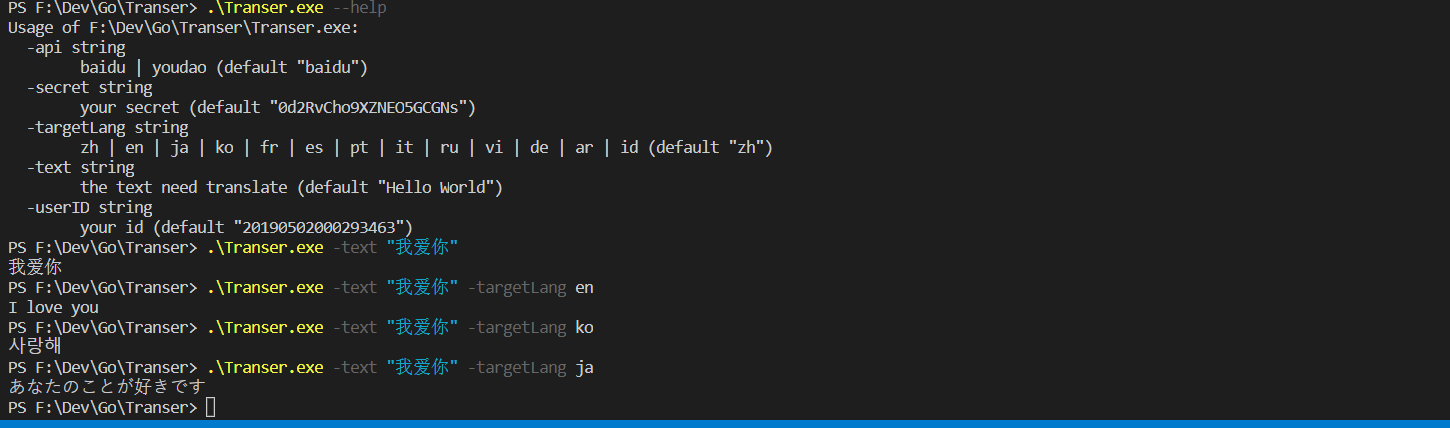 PS F:\Dev\Go\Transer> .\Transer.exe --help
Usage of F:\Dev\Go\Transer\Transer.exe:
  -api string
        baidu | youdao (default "baidu")
  -secret string
        your secret (default "0d2RvCho9XZNEO5GCGNs")
  -targetLang string
        zh | en | ja | ko | fr | es | pt | it | ru | vi | de | ar | id (default "zh")
  -text string
        the text need translate (default "Hello World")
  -userID string
        your id (default "20190502000293463")
PS F:\Dev\Go\Transer> .\Transer.exe -text "我爱你"
我爱你
PS F:\Dev\Go\Transer> .\Transer.exe -text "我爱你" -targetLang en
I love you
PS F:\Dev\Go\Transer> .\Transer.exe -text "我爱你" -targetLang ko
사랑해
PS F:\Dev\Go\Transer> .\Transer.exe -text "我爱你" -targetLang ja
あなたのことが好きです
PS F:\Dev\Go\Transer>